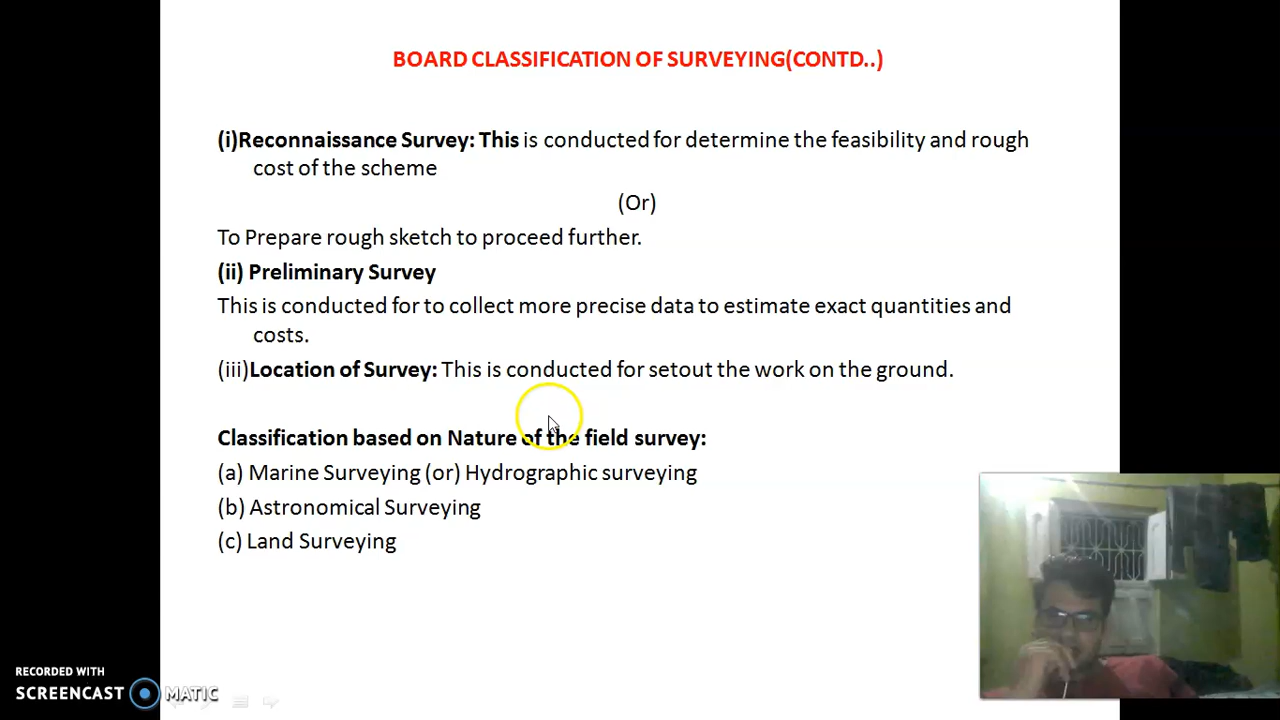 BOARD CLASSIFICATION OF SURVEYING(CONTD..)
(i)Reconnaissance Survey: This is conducted for determine the feasibility and rough
cost of the scheme
(Or)
To Prepare rough sketch to proceed further.
(ii) Preliminary Survey
This is conducted for to collect more precise data to estimate exact quantities and
costs.
(iii)Location of Survey: This is conducted for setout the work on the ground.
Classification based on Nature of the field survey:
(a) Marine Surveying (or) Hydrographic surveying
(b) Astronomical Surveying
(c) Land Surveying
RECORDED WITH
SCREENCAST MATIC